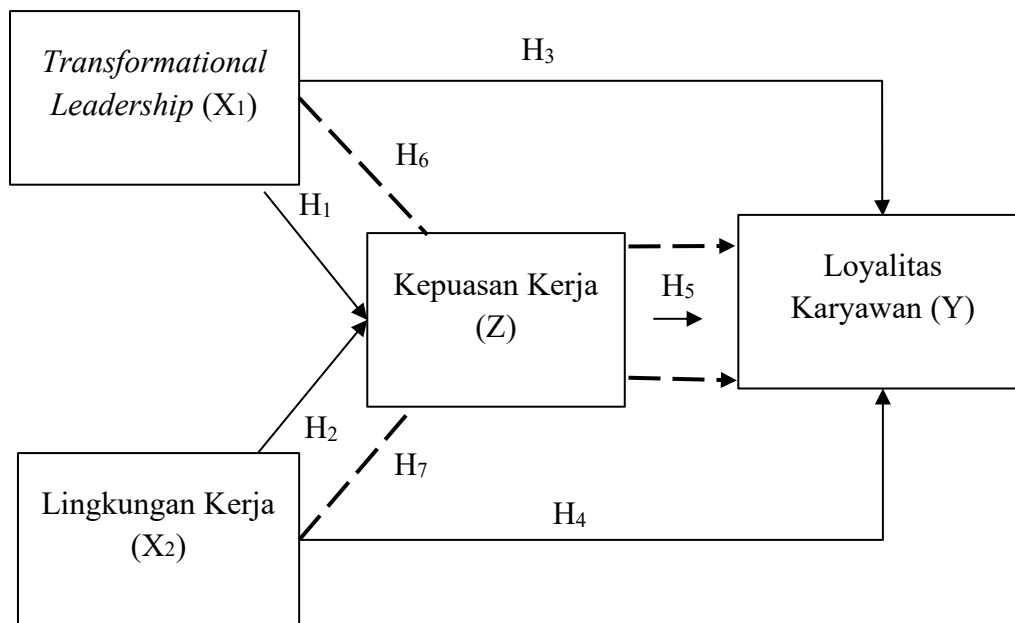 Transformational
Leadership (X₁)
H₃
H₆
H₁
Kepuasan Kerja
(Z)
H₅
Loyalitas
Karyawan (Y)
H₂
H₇
Lingkungan Kerja
(X₂)
H₄